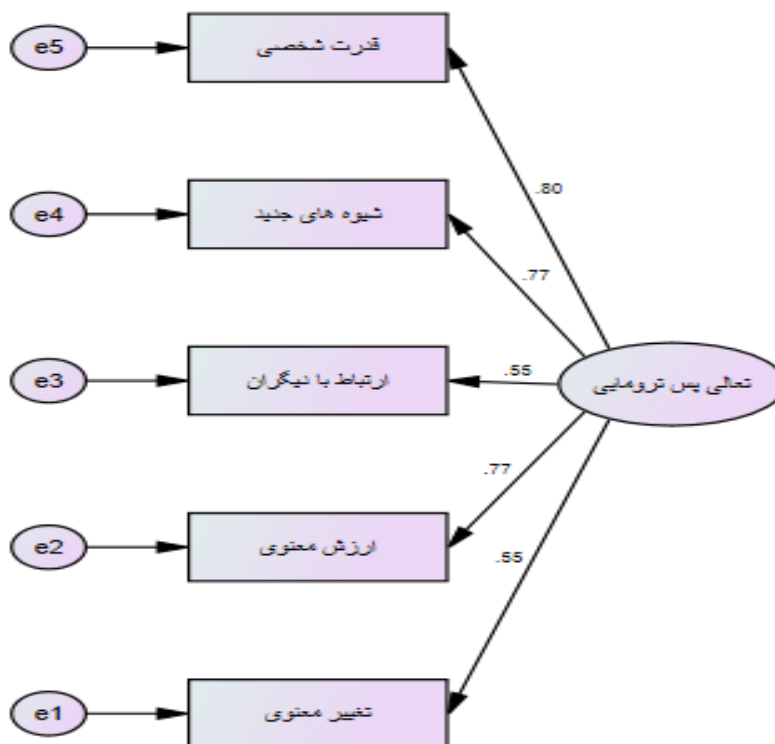 e5
قدرت شخصی
.80
e4
شیوه های جدید
.77
e3
ارتباط با دیگران
.55
تعالی پس ترومایی
e2
ارزش معنوی
.77
e1
تغییر معنوی
.55